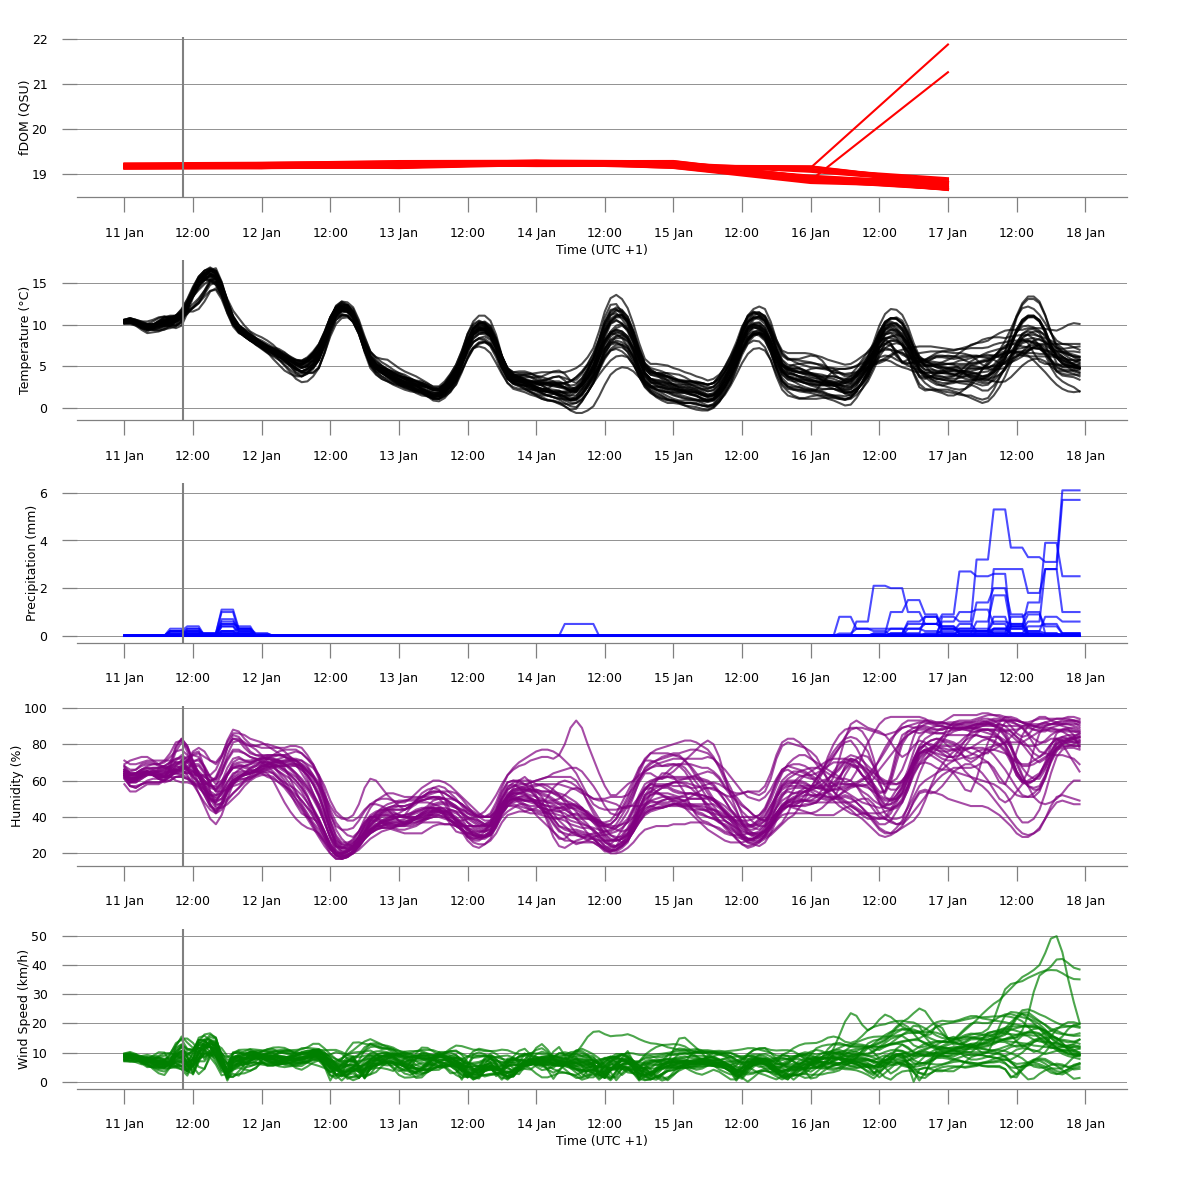 22
21
20
19
fDOM (QSU)
11 Jan 12:00 12 Jan 12:00 13 Jan 12:00 14 Jan 12:00 15 Jan 12:00 16 Jan 12:00 17 Jan 12:00 18 Jan
Time (UTC +1)
15
10
5
0
Temperature (°C)
11 Jan 12:00 12 Jan 12:00 13 Jan 12:00 14 Jan 12:00 15 Jan 12:00 16 Jan 12:00 17 Jan 12:00 18 Jan
6
4
2
0
Precipitation (mm)
11 Jan 12:00 12 Jan 12:00 13 Jan 12:00 14 Jan 12:00 15 Jan 12:00 16 Jan 12:00 17 Jan 12:00 18 Jan
100
80
60
40
20
Humidity (%)
11 Jan 12:00 12 Jan 12:00 13 Jan 12:00 14 Jan 12:00 15 Jan 12:00 16 Jan 12:00 17 Jan 12:00 18 Jan
50
40
30
20
10
0
Wind Speed (km/h)
11 Jan 12:00 12 Jan 12:00 13 Jan 12:00 14 Jan 12:00 15 Jan 12:00 16 Jan 12:00 17 Jan 12:00 18 Jan
Time (UTC +1)